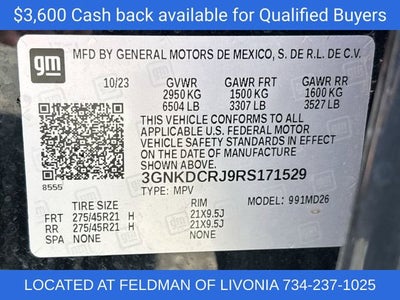 $3,600 Cash back available for Qualified Buyers
gm
MFD BY GENERAL MOTORS DE MEXICO, S. DE R.L. DE C.V.
10/23 GVWR GAWR FRT GAWR RR
2950 KG 1500 KG 1600 KG
6504 LB 3307 LB 3527 LB
THIS VEHICLE CONFORMS TO ALL
APPLICABLE U.S. FEDERAL MOTOR
VEHICLE SAFETY STANDARDS IN EFFECT
ON THE DATE OF MANUFACTURE SHOWN ABOVE.
8555 3GNKDCRJ9RS171529
TYPE: MPV MODEL: 991MD26
TIRE SIZE RIM
FRT 275/45R21 H 21X9.5J
RR 275/45R21 H 21X9.5J
SPA NONE NONE
LOCATED AT FELDMAN OF LIVONIA 734-237-1025